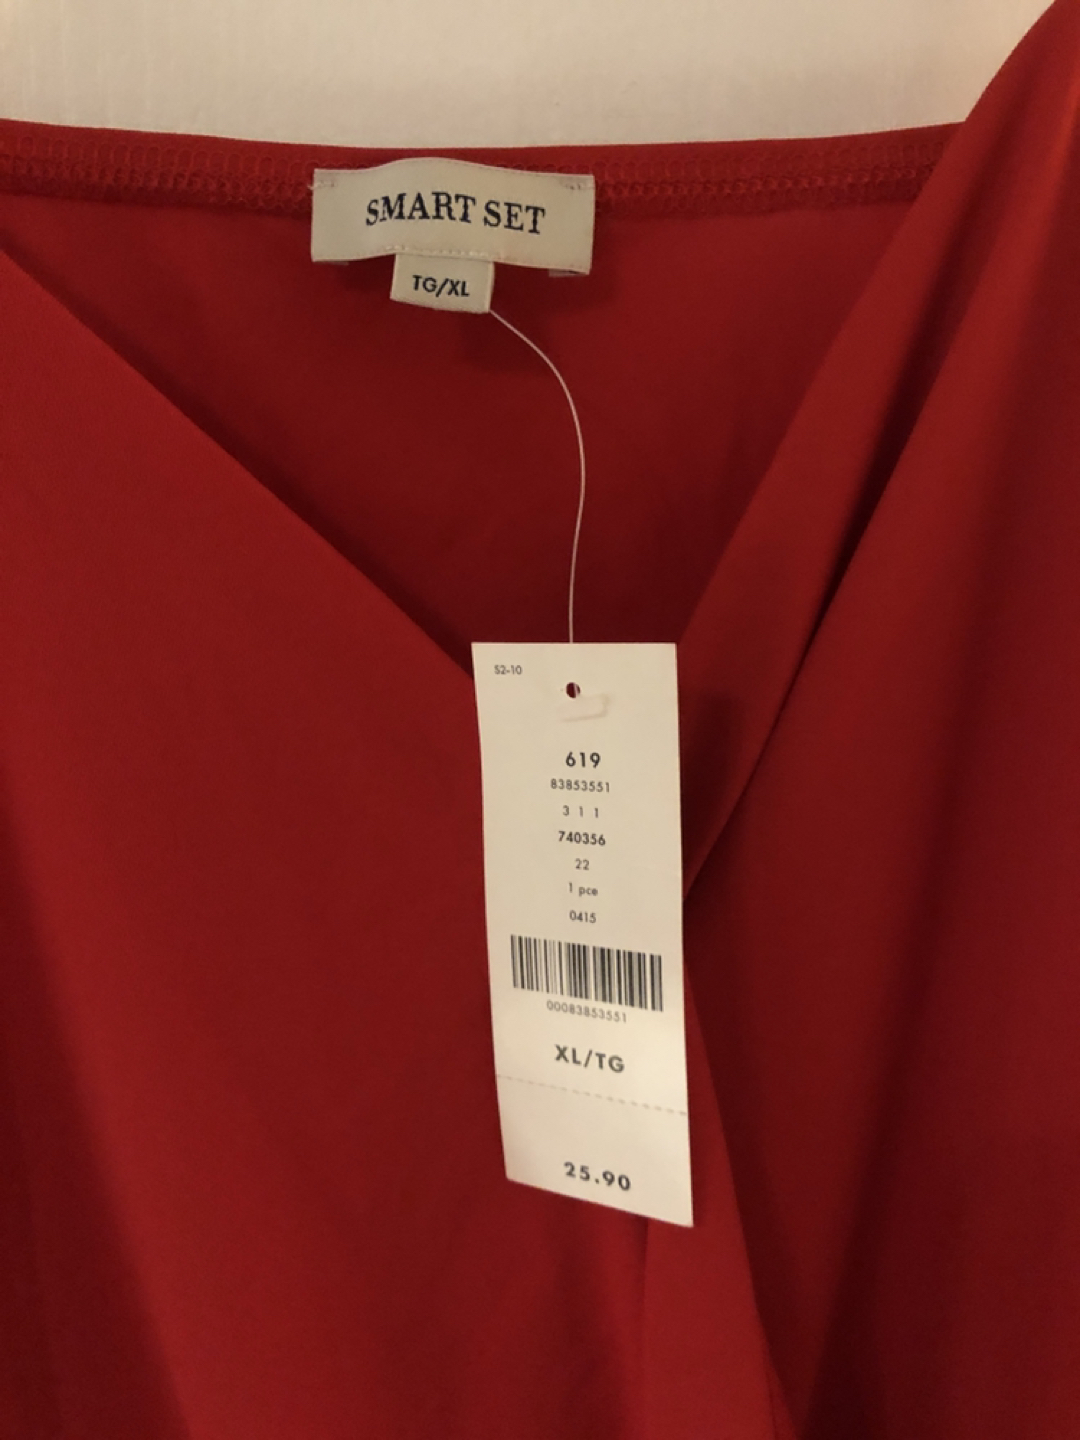 SMART SET
TG/XL
S2-10
619
83853551
3 1 1
740356
22
1 pce
0415
00083853551
XL/TG
25.90